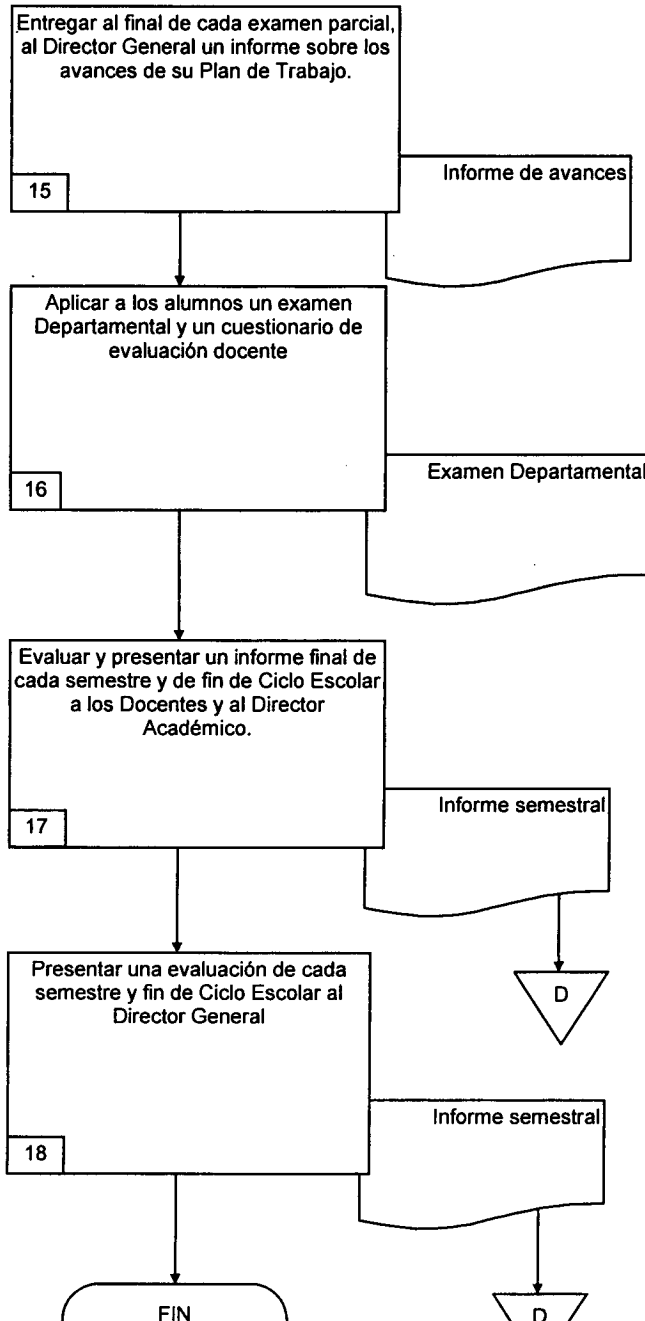 Entregar al final de cada examen parcial,
al Director General un informe sobre los
avances de su Plan de Trabajo.
15
Informe de avances
Aplicar a los alumnos un examen
Departamental y un cuestionario de
evaluación docente
16
Examen Departamental
Evaluar y presentar un informe final de
cada semestre y de fin de Ciclo Escolar
a los Docentes y al Director
Académico.
17
Informe semestral
D
Presentar una evaluación de cada
semestre y fin de Ciclo Escolar al
Director General
18
Informe semestral
FIN
D